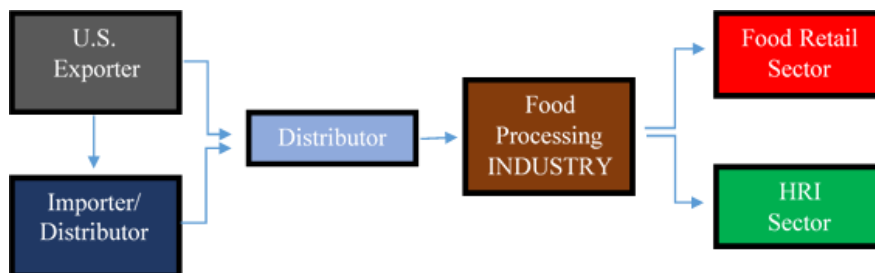 U.S.
Exporter
Importer/
Distributor
Distributor
Food
Processing
INDUSTRY
Food Retail
Sector
HRI
Sector